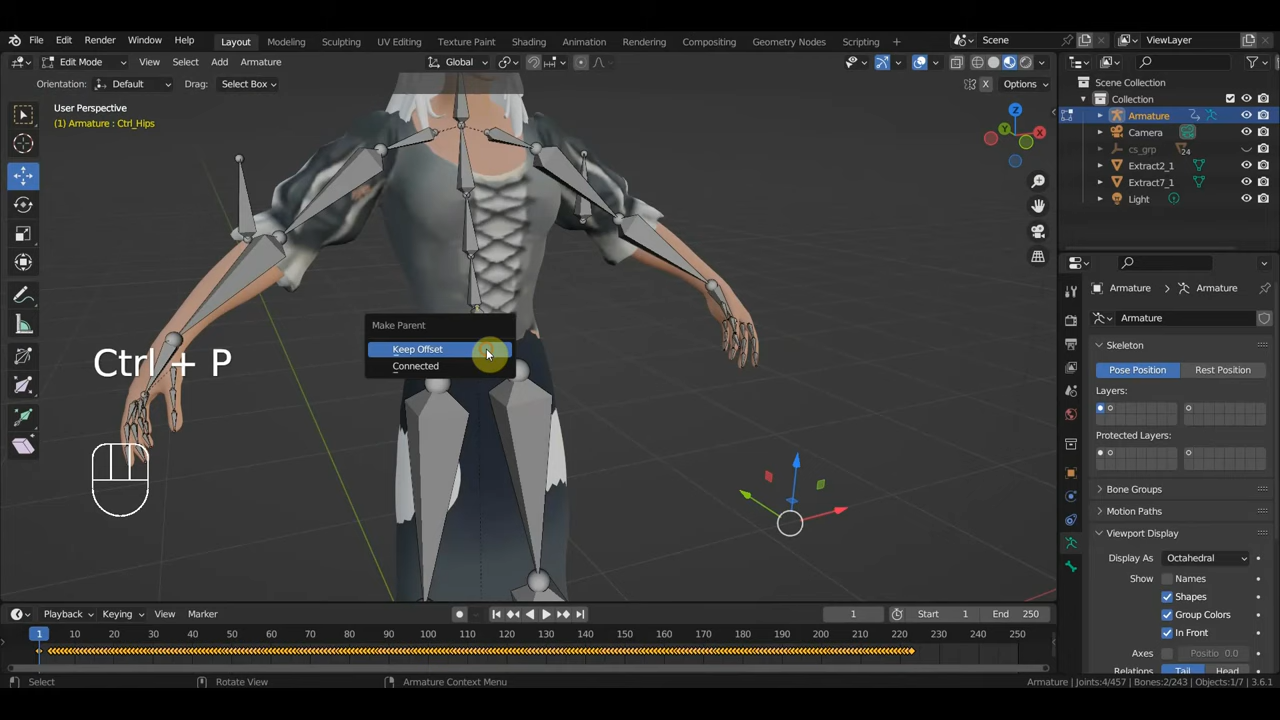 File Edit Render Window Help Layout Modeling Sculpting UV Editing Texture Paint Shading Animation Rendering Compositing Geometry Nodes Scripting + Scene ViewLayer
Edit Mode View Select Add Armature Global
Orientation: Default Drag: Select Box X Options
User Perspective
(1) Armature : Ctrl_Hips
Z
X
Y
Make Parent
Keep Offset
Connected
Ctrl + P
Scene Collection
Collection
Armature
Camera
cs_grp 24
Extract2_1
Extract7_1
Light
Armature Armature
Armature
Skeleton
Pose Position Rest Position
Layers:
Protected Layers:
Bone Groups
Motion Paths
Viewport Display
Display As Octahedral
Show Names
Shapes
Group Colors
In Front
Axes Positio 0.0
Relations Tail Head
Playback Keying View Marker 1 Start 1 End 250
1 10 20 30 40 50 60 70 80 90 100 110 120 130 140 150 160 170 180 190 200 210 220 230 240 250
Select Rotate View Armature Context Menu Armature | Joints:4/457 | Bones:2/243 | Objects:1/7 | 3.6.1